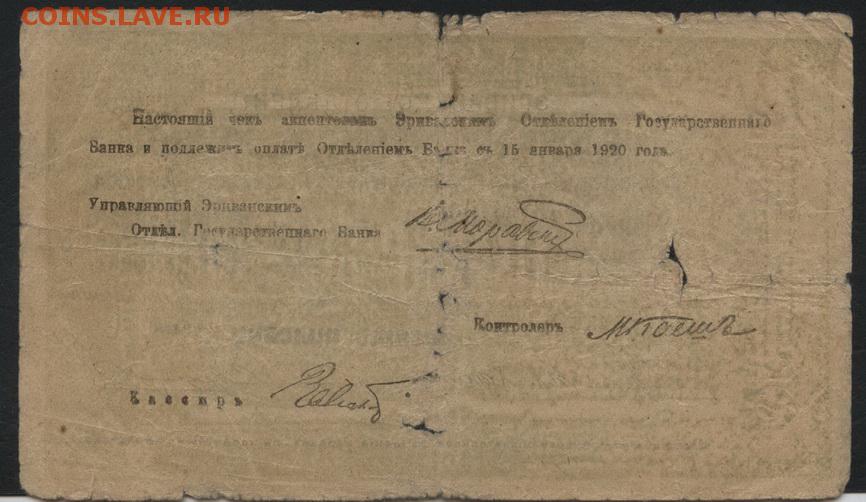 COINS.LAVE.RU
Настоящій чекъ акцептованъ Эриванскимъ Отдѣленіемъ Государственнаго
Банка и подлежитъ оплатѣ Отдѣленіемъ Банка съ 15 января 1920 года.
Управляющій Эриванскимъ
Отдѣл. Государственнаго Банка
Контролеръ
Кассиръ